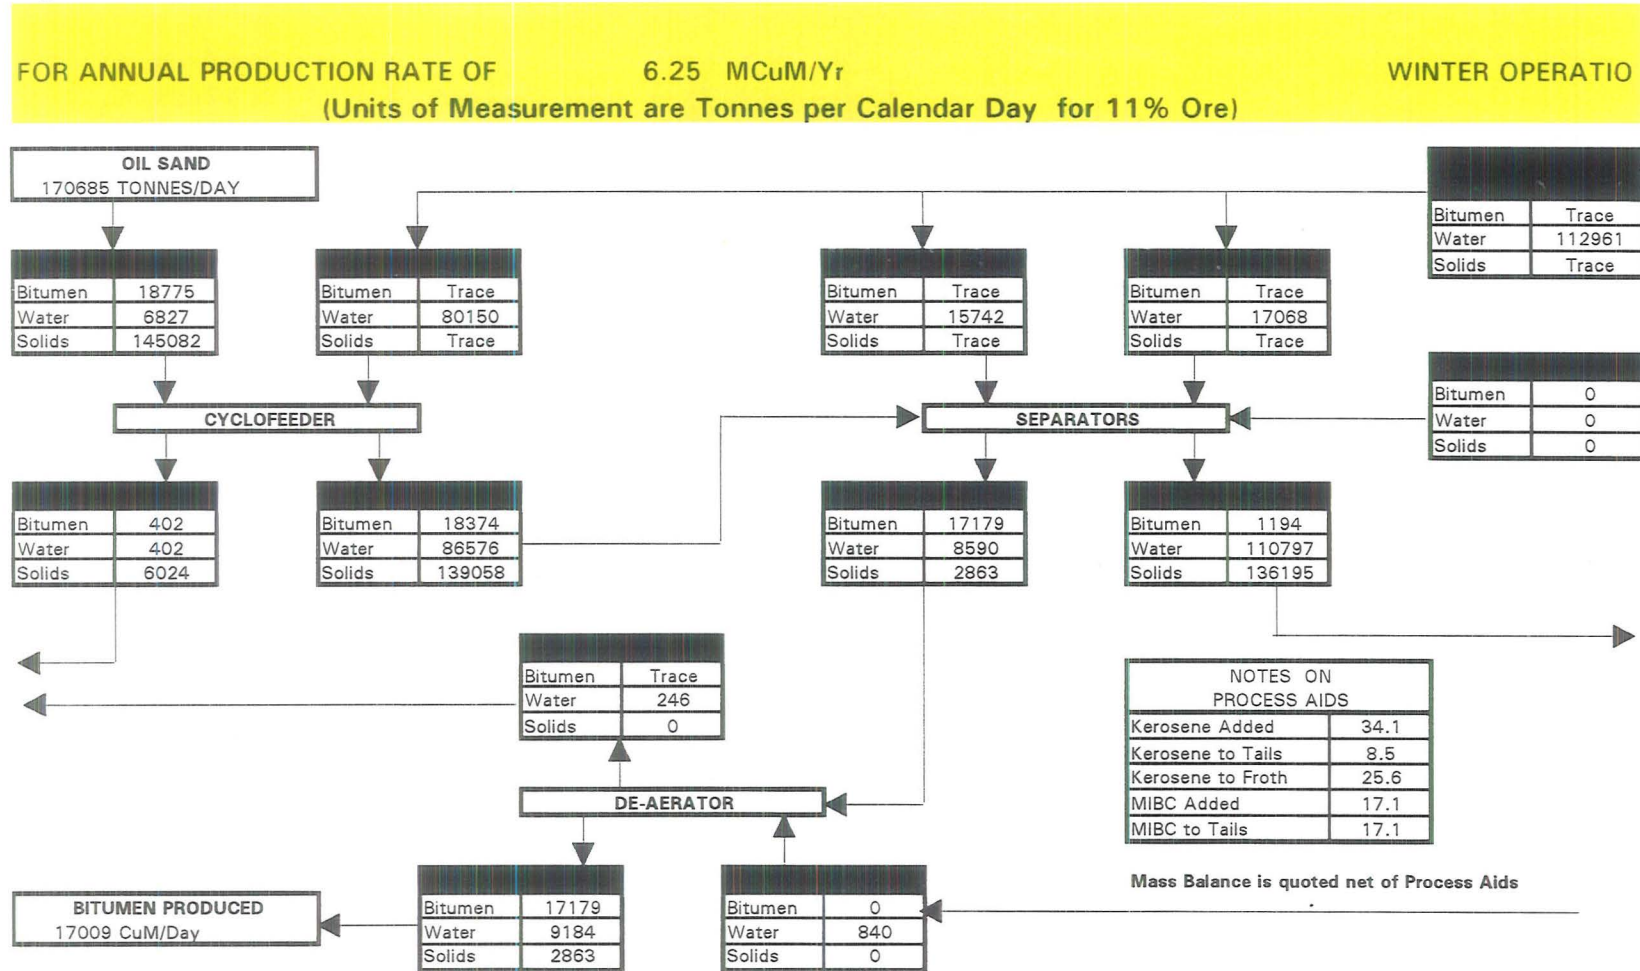 FOR ANNUAL PRODUCTION RATE OF 6.25 MCuM/Yr WINTER OPERATIO
(Units of Measurement are Tonnes per Calendar Day for 11% Ore)
OIL SAND
170685 TONNES/DAY
Bitumen Trace
Water 112961
Solids Trace
Bitumen 18775
Water 6827
Solids 145082
Bitumen Trace
Water 80150
Solids Trace
Bitumen Trace
Water 15742
Solids Trace
Bitumen Trace
Water 17068
Solids Trace
Bitumen 0
Water 0
Solids 0
CYCLOFEEDER
SEPARATORS
Bitumen 402
Water 402
Solids 6024
Bitumen 18374
Water 86576
Solids 139058
Bitumen 17179
Water 8590
Solids 2863
Bitumen 1194
Water 110797
Solids 136195
Bitumen Trace
Water 246
Solids 0
NOTES ON
PROCESS AIDS
Kerosene Added 34.1
Kerosene to Tails 8.5
Kerosene to Froth 25.6
MIBC Added 17.1
MIBC to Tails 17.1
DE-AERATOR
Mass Balance is quoted net of Process Aids
BITUMEN PRODUCED
17009 CuM/Day
Bitumen 17179
Water 9184
Solids 2863
Bitumen 0
Water 840
Solids 0